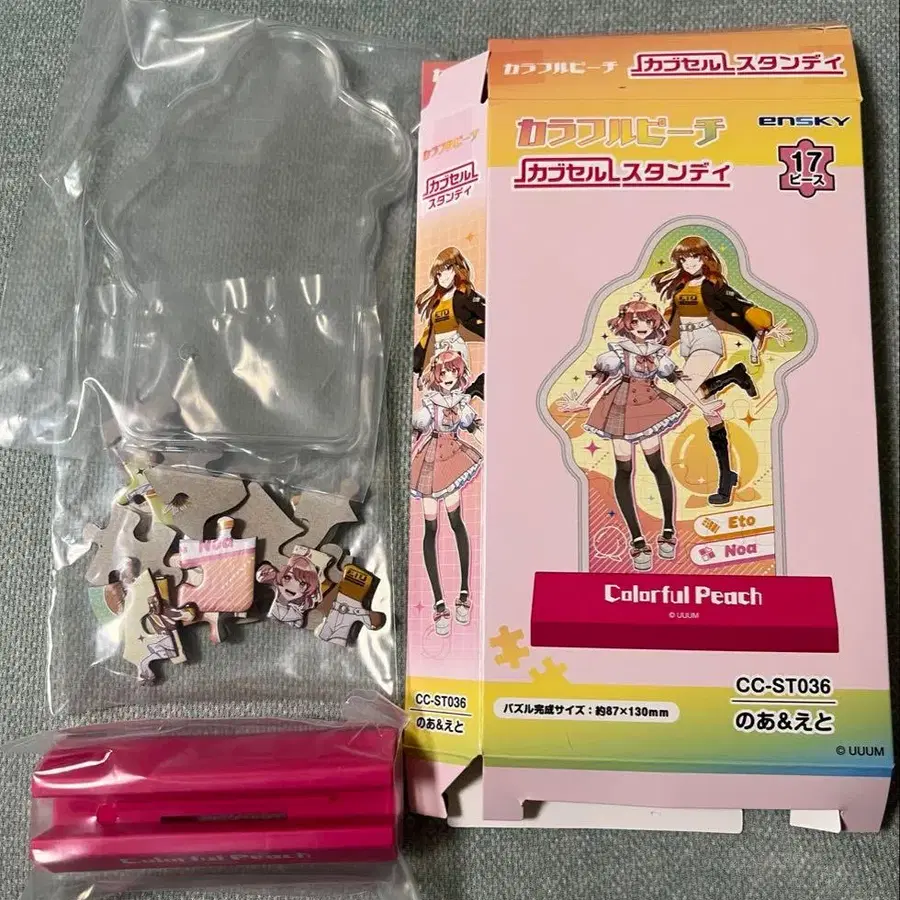 カラフルピーチ カプセルスタンディ
カラフルピーチ
カプセルスタンディ
ensky
17
ピース
ETO
Eto
Noa
Colorful Peach
© UUUM
CC-ST036
パズル完成サイズ：約87×130mm
のあ&えと
© UUUM
カラフルピーチ
カプセル
スタンディ
ETO
CC-ST036
のあ&えと
Noa
ETO
Colorful Peach